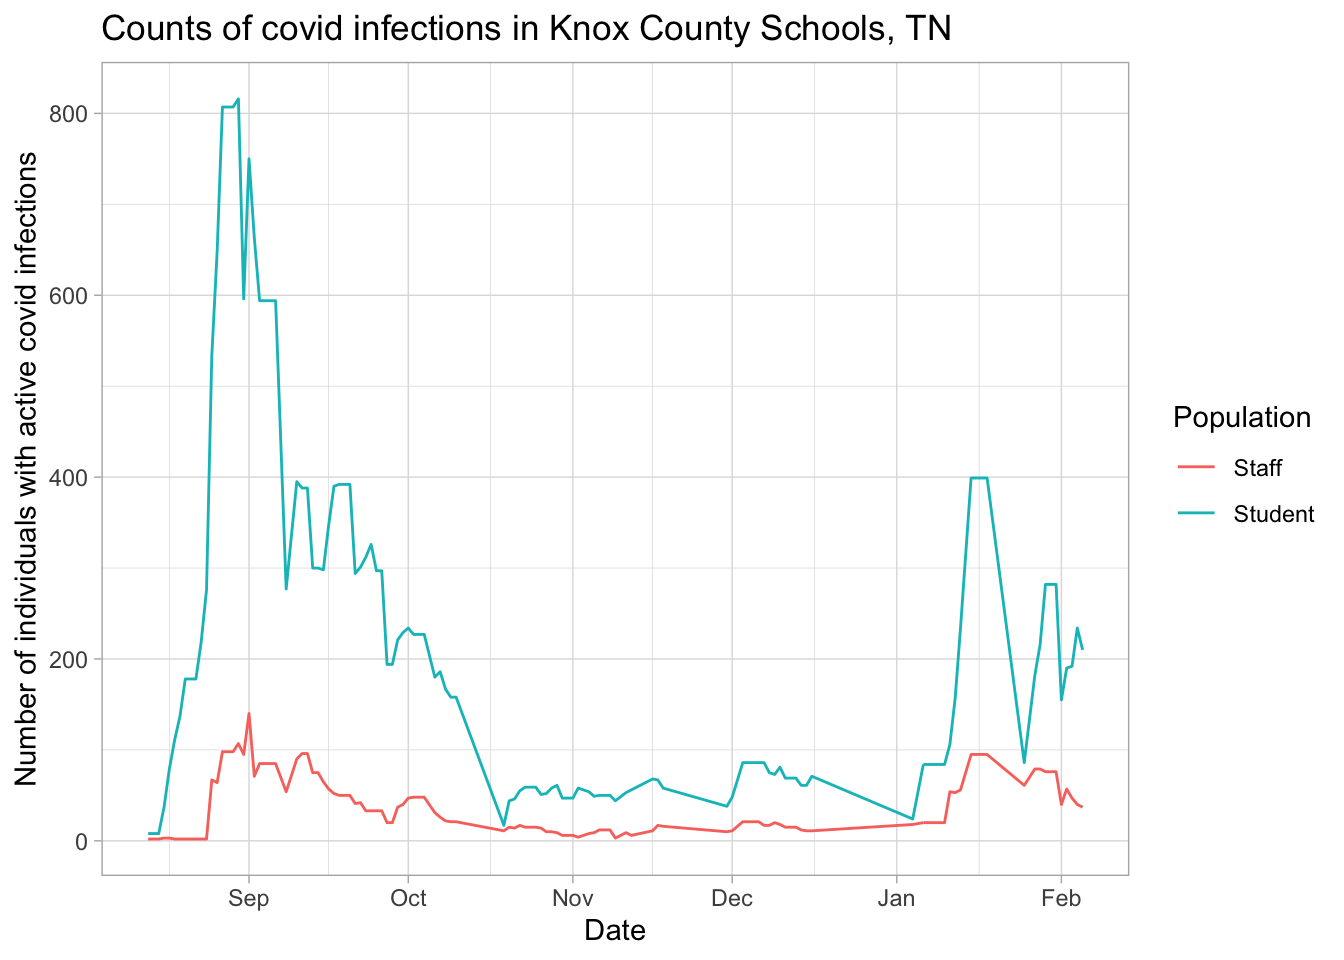 Counts of covid infections in Knox County Schools, TN
Number of individuals with active covid infections
800
600
400
200
0
Sep Oct Nov Dec Jan Feb
Date
Population
Staff
Student